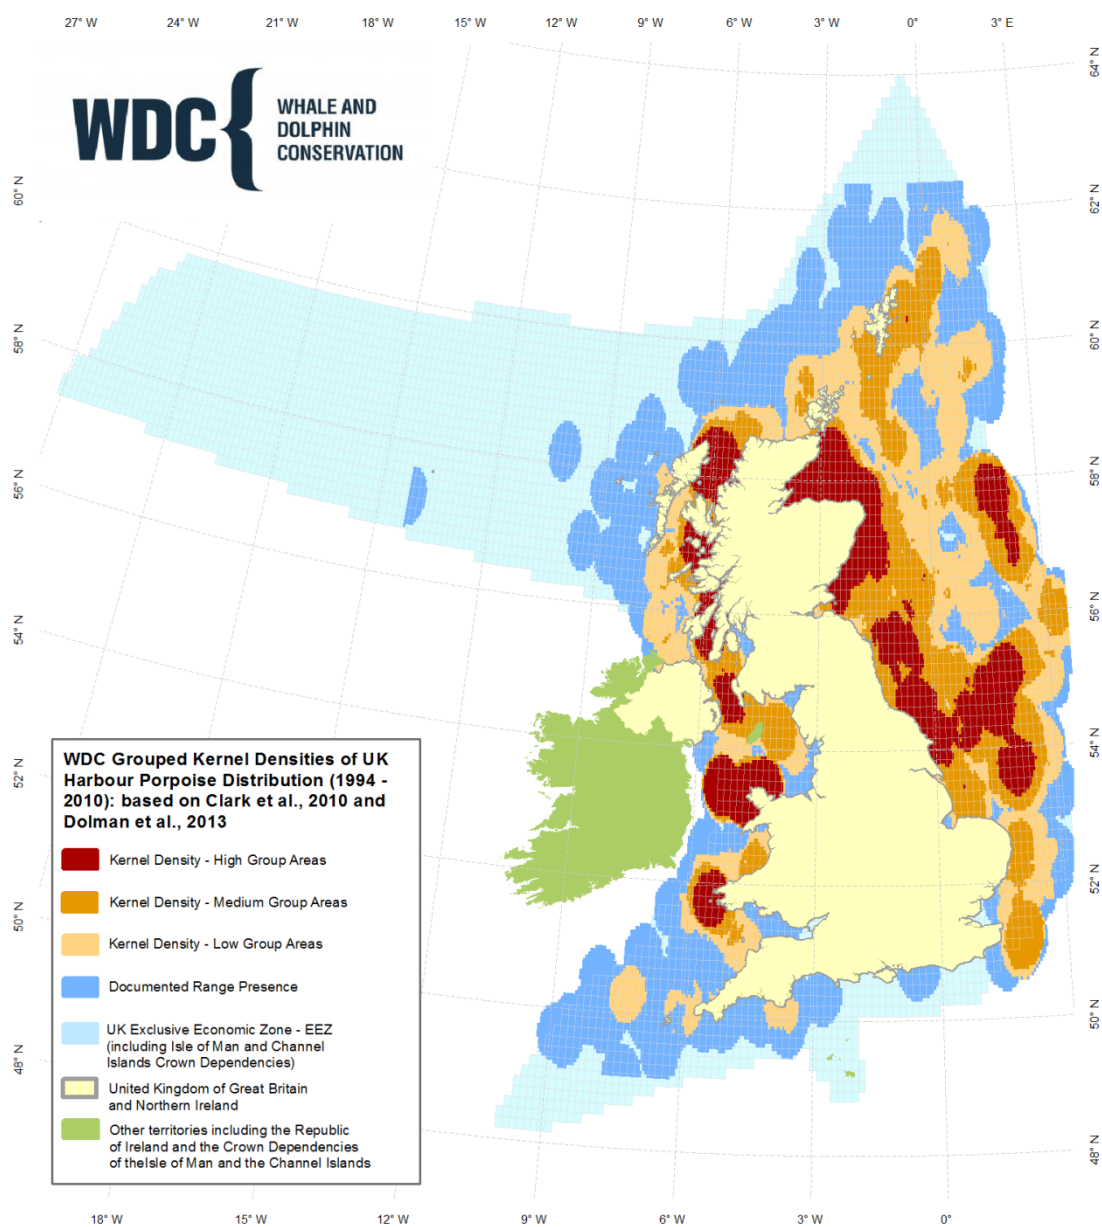 27° W 24° W 21° W 18° W 15° W 12° W 9° W 6° W 3° W 0° 3° E
WDC
WHALE AND
DOLPHIN
CONSERVATION
64° N
62° N
60° N
58° N
56° N
54° N
52° N
50° N
48° N
60° N
58° N
56° N
54° N
52° N
50° N
48° N
WDC Grouped Kernel Densities of UK
Harbour Porpoise Distribution (1994 -
2010): based on Clark et al., 2010 and
Dolman et al., 2013
Kernel Density - High Group Areas
Kernel Density - Medium Group Areas
Kernel Density - Low Group Areas
Documented Range Presence
UK Exclusive Economic Zone - EEZ
(including Isle of Man and Channel
Islands Crown Dependencies)
United Kingdom of Great Britain
and Northern Ireland
Other territories including the Republic
of Ireland and the Crown Dependencies
of theIsle of Man and the Channel Islands
18° W 15° W 12° W 9° W 6° W 3° W 0°